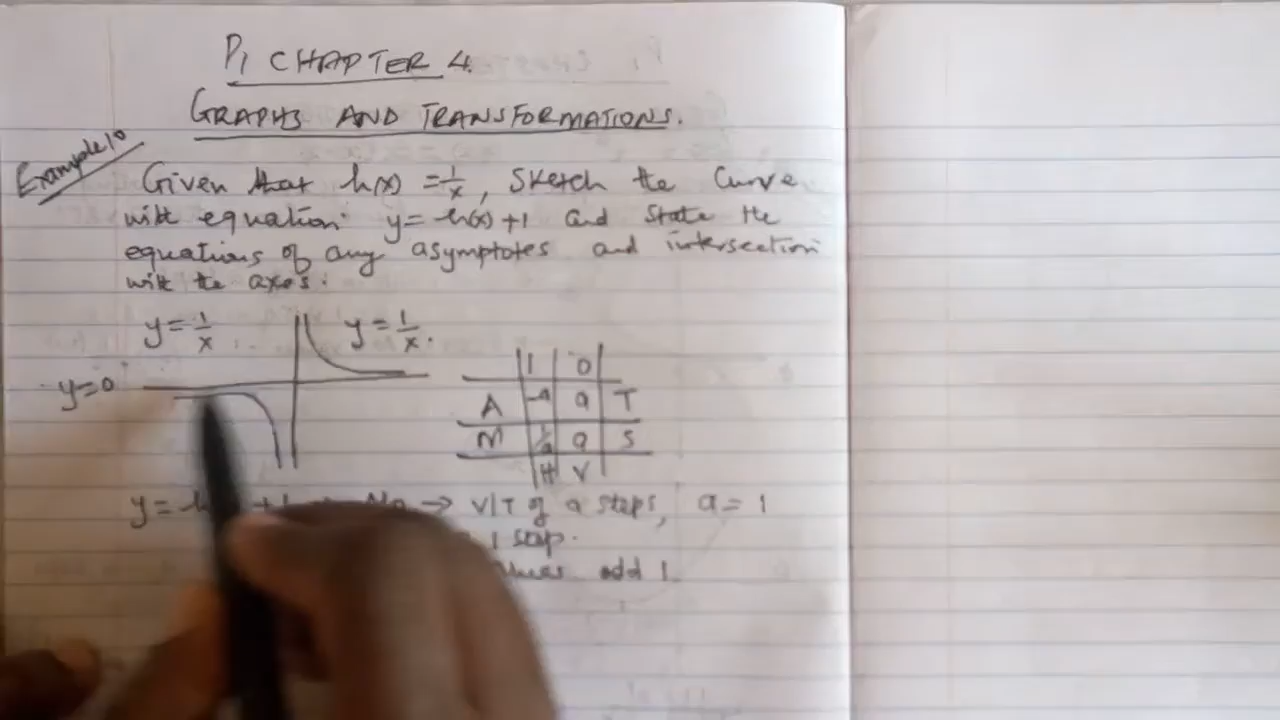 P1 CHAPTER 4.
GRAPHS AND TRANSFORMATIONS.
Example 10
Given that h(x) = 1/x, Sketch the Curve
with equation: y = h(x) + 1 and state the
equations of any asymptotes and intersection
with the axes.
y = 1/x
y = 1/x.
y=0
I O
A -a a T
M 1/a a S
H V
y = → V/T of a steps, a = 1
1 step.
add 1